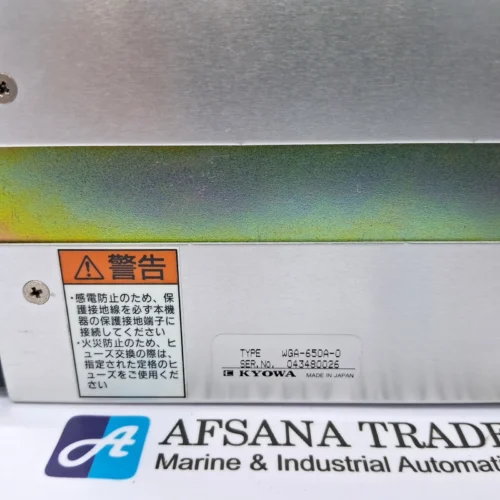 警告
・感電防止のため、保
護接地線を必ず本機
器の保護接地端子に
接続してください
・火災防止のため、ヒ
ューズ交換の際は、
指定された定格のヒ
ューズをご使用くだ
さい
TYPE WGA-650A-0
SER.No. 043480026
KYOWA MADE IN JAPAN
AFSANA TRADE
Marine & Industrial Automati